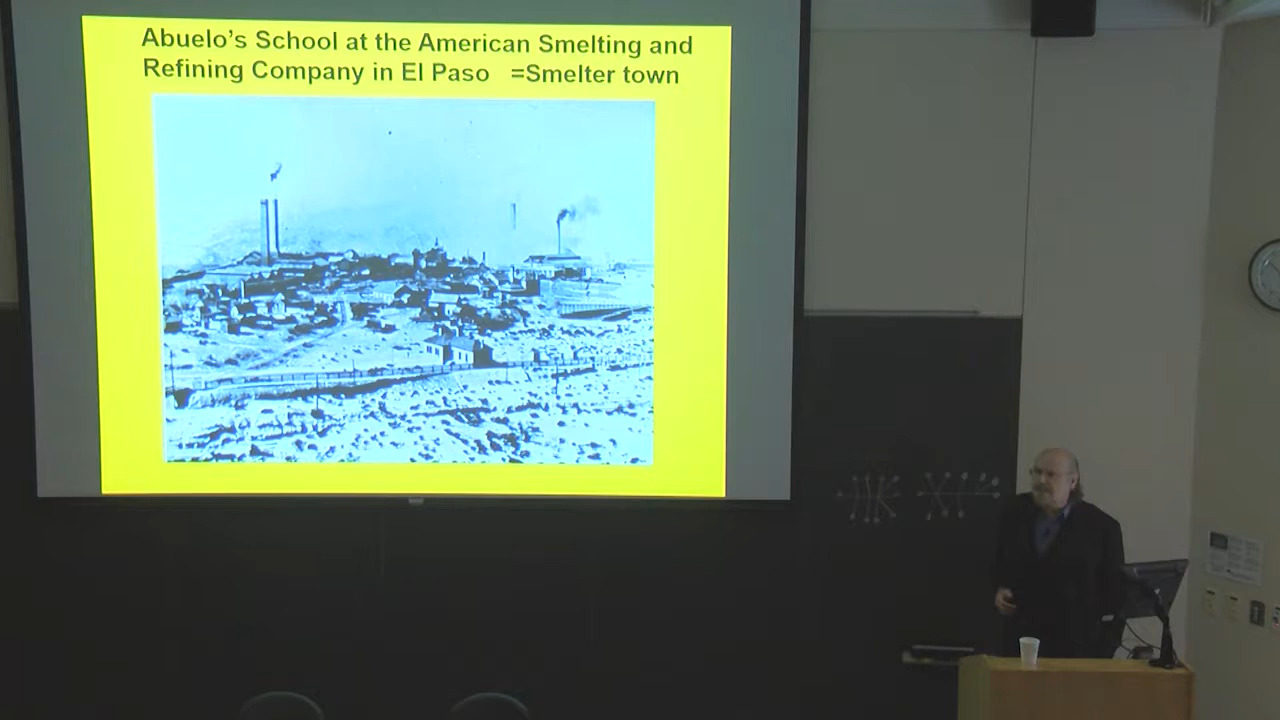 Abuelo's School at the American Smelting and
Refining Company in El Paso =Smelter town